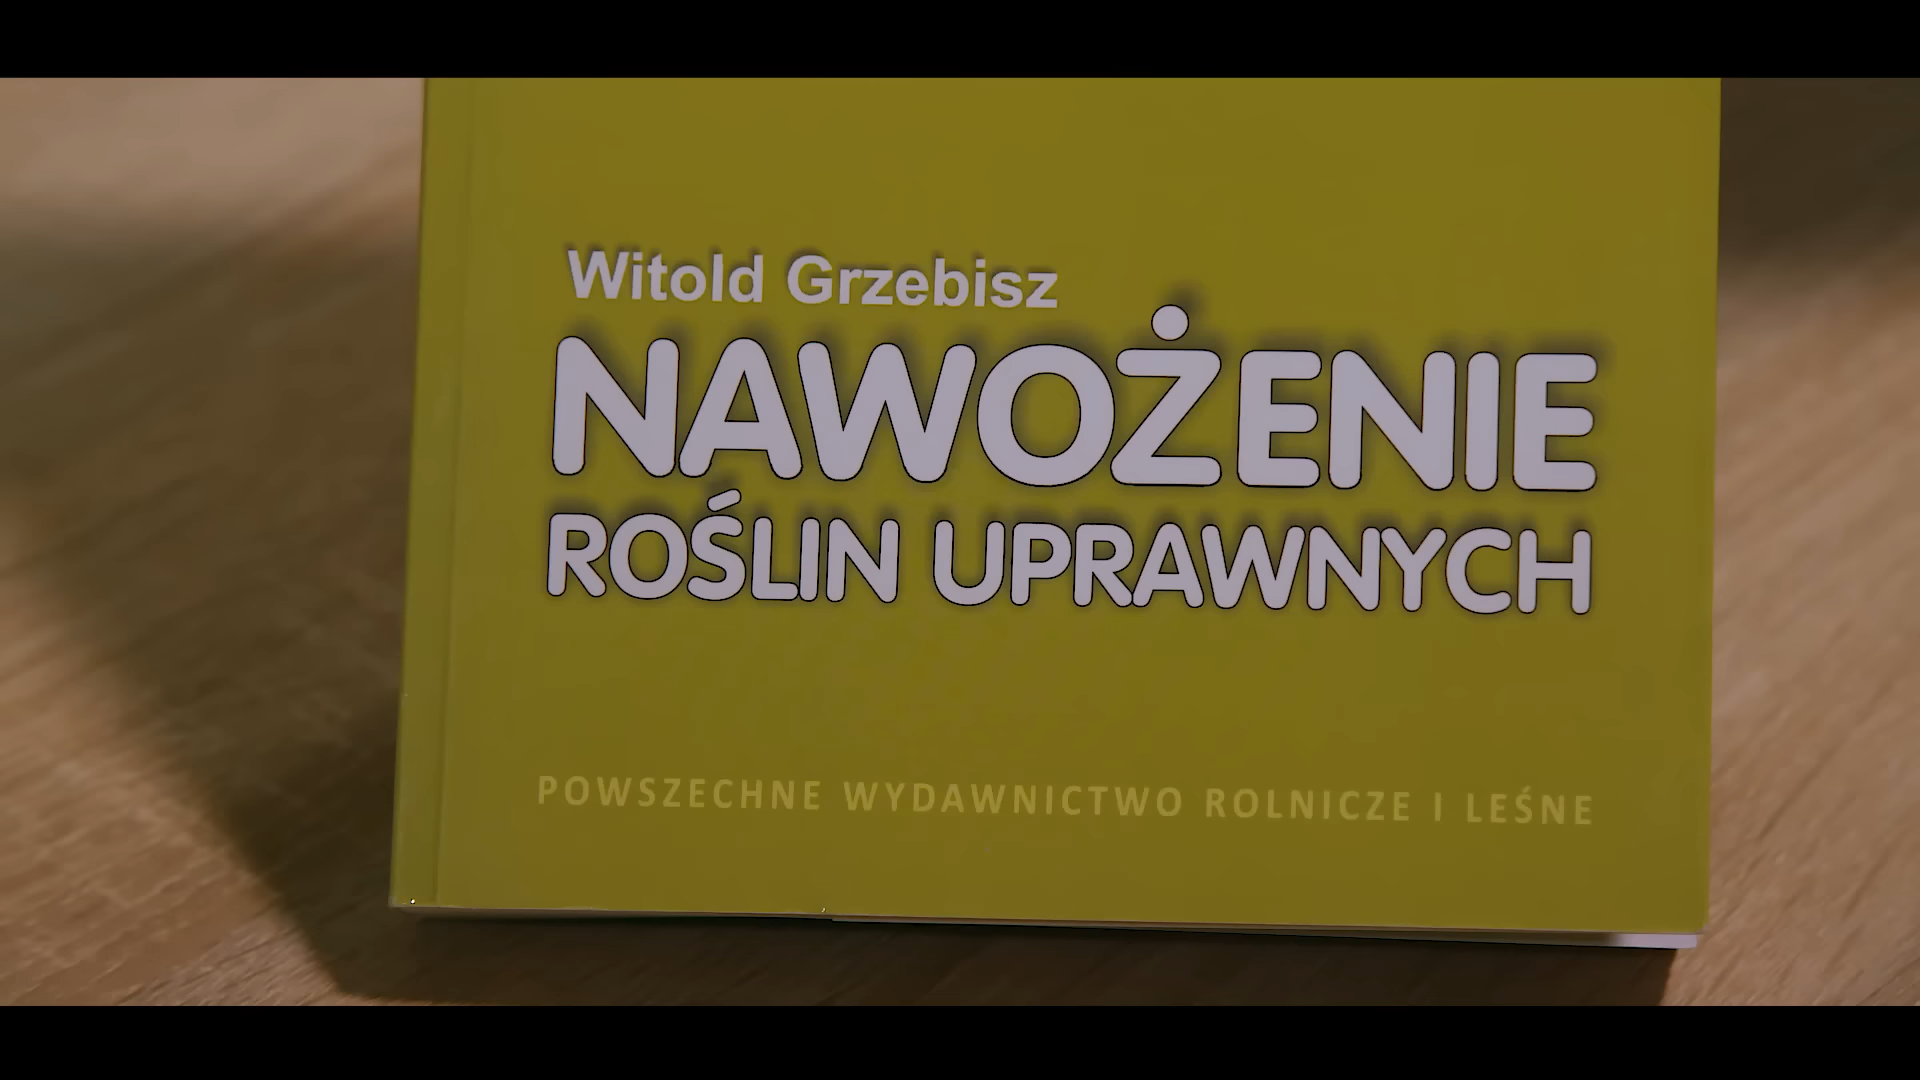 Witold Grzebisz
NAWOŻENIE
ROŚLIN UPRAWNYCH
POWSZECHNE WYDAWNICTWO ROLNICZE I LEŚNE